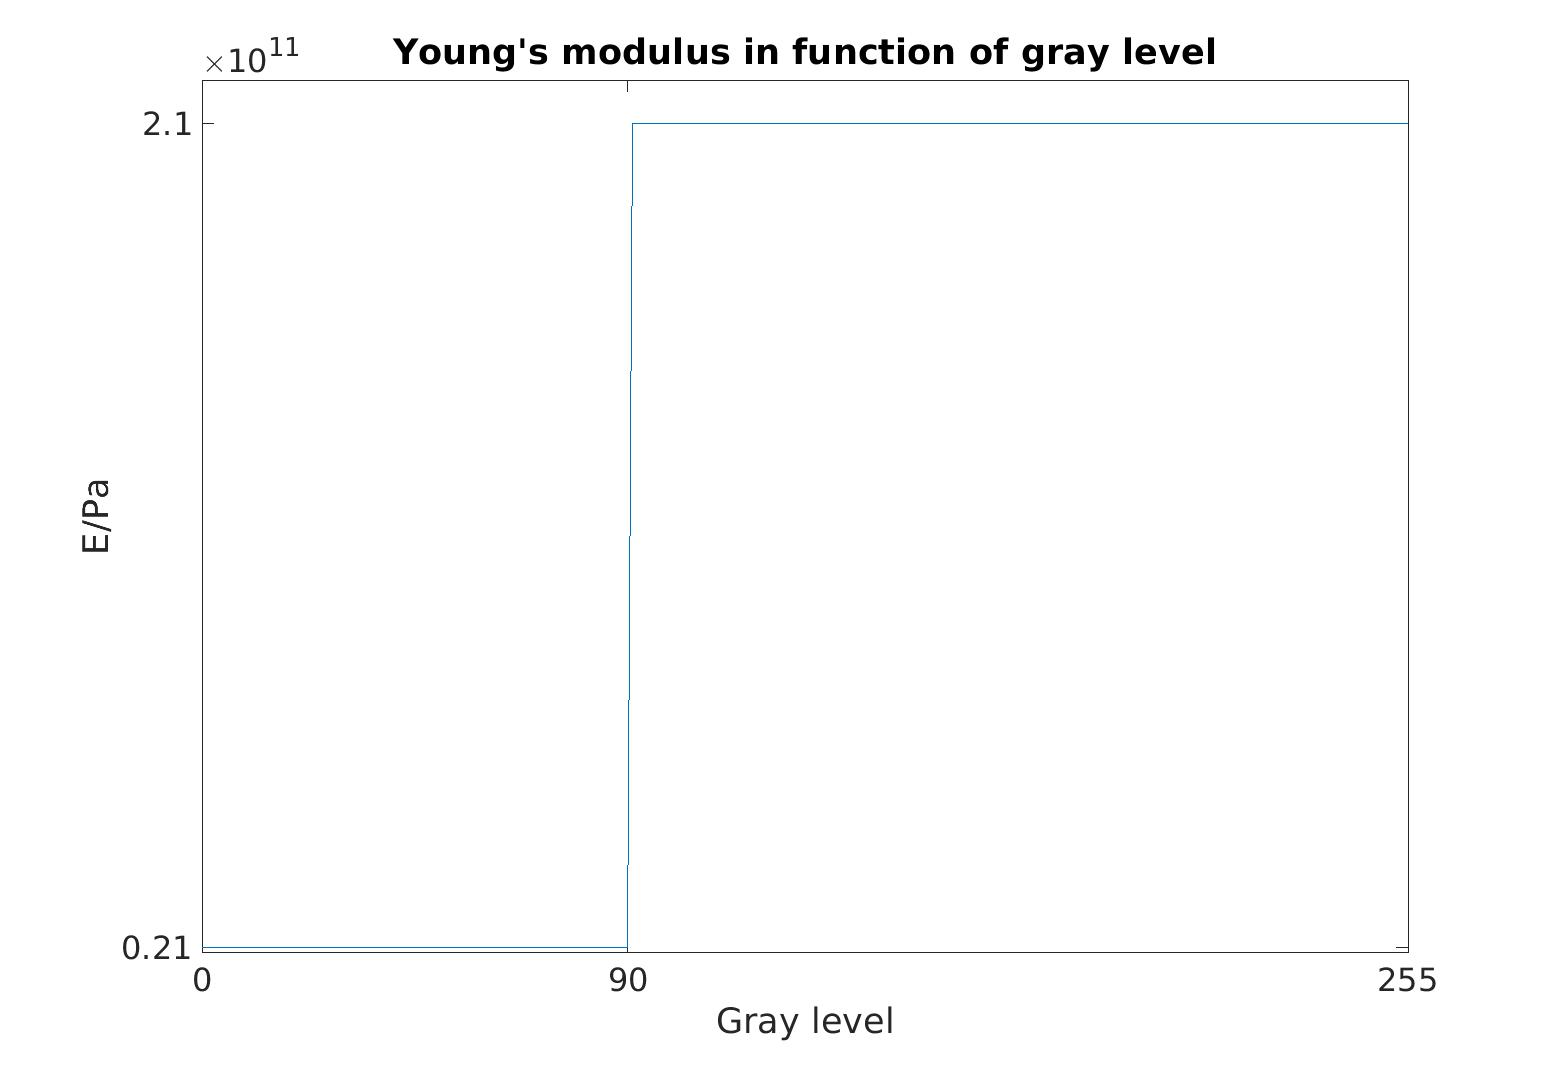 Young's modulus in function of gray level
×10^11
2.1
E/Pa
0.21
0
90
255
Gray level